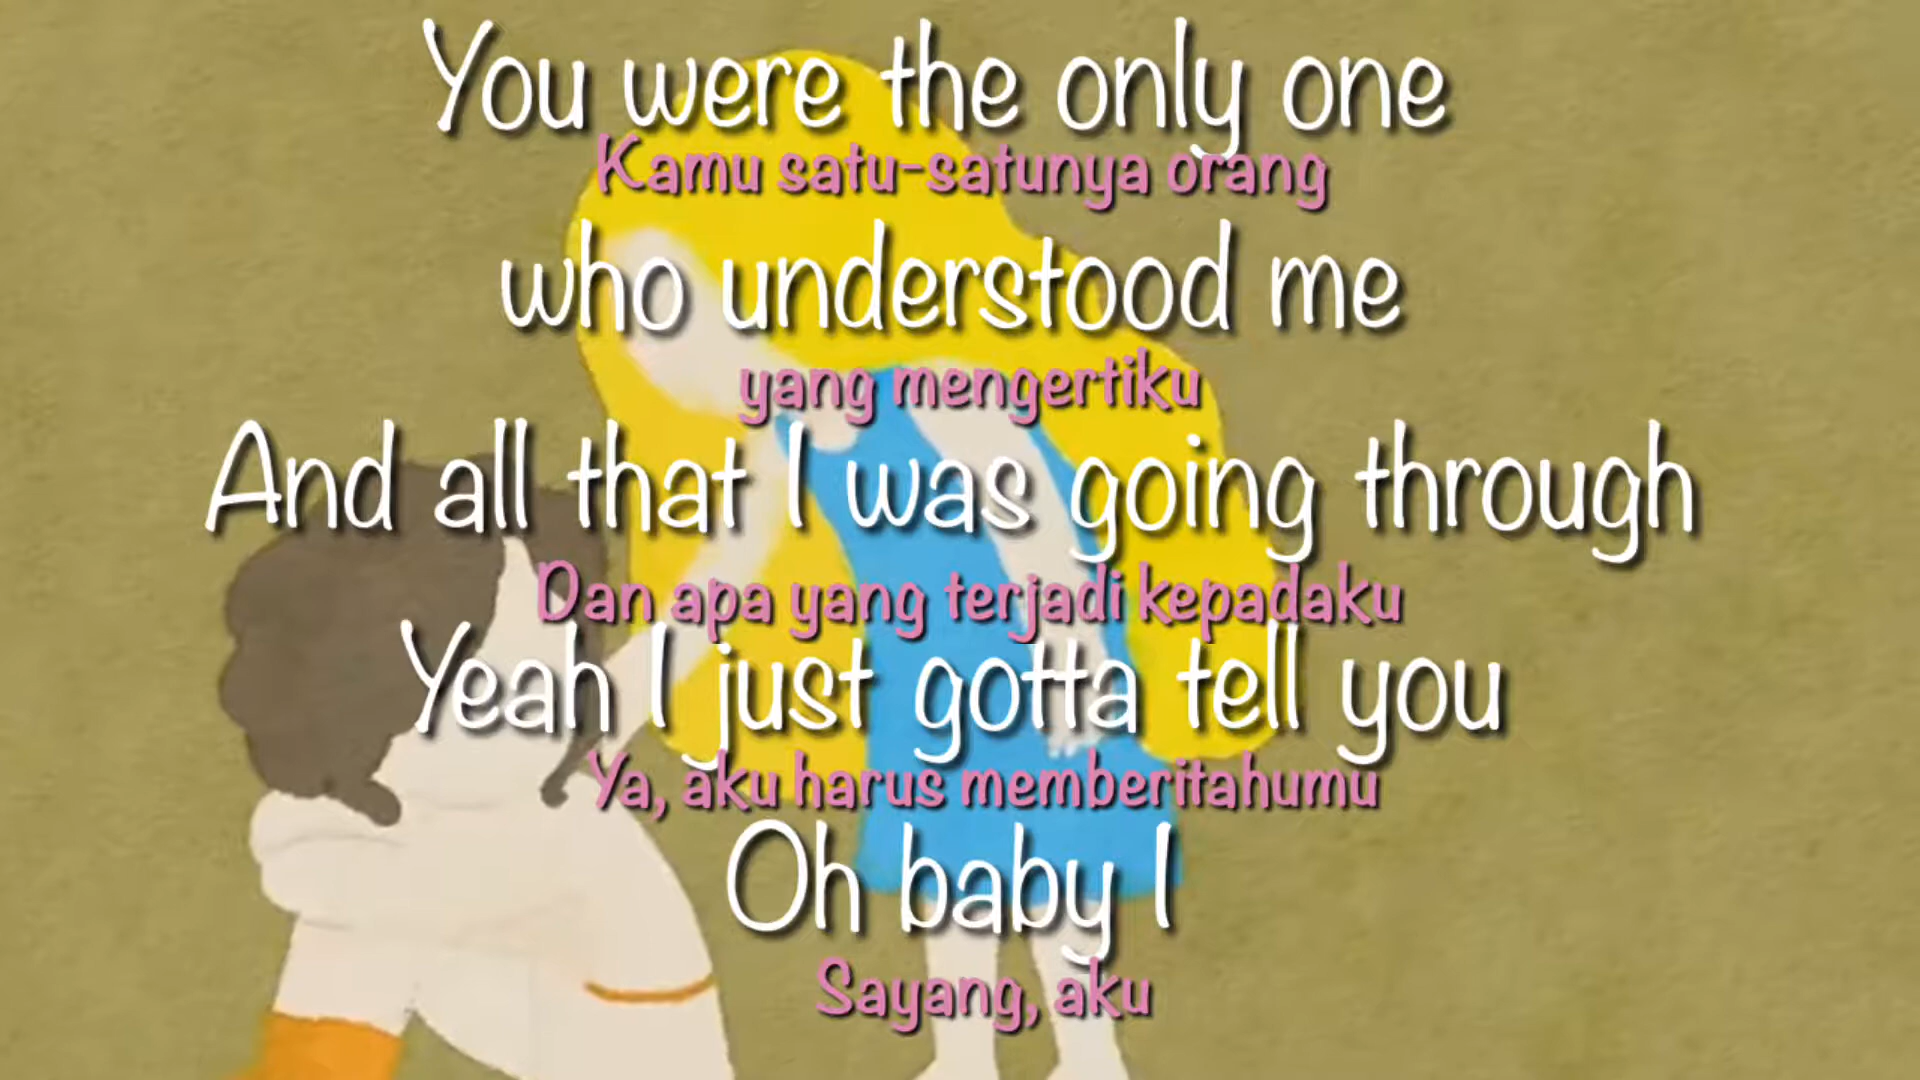 You were the only one
Kamu satu-satunya orang
who understood me
yang mengertiku
And all that I was going through
Dan apa yang terjadi kepadaku
Yeah I just gotta tell you
Ya, aku harus memberitahumu
Oh baby I
Sayang, aku